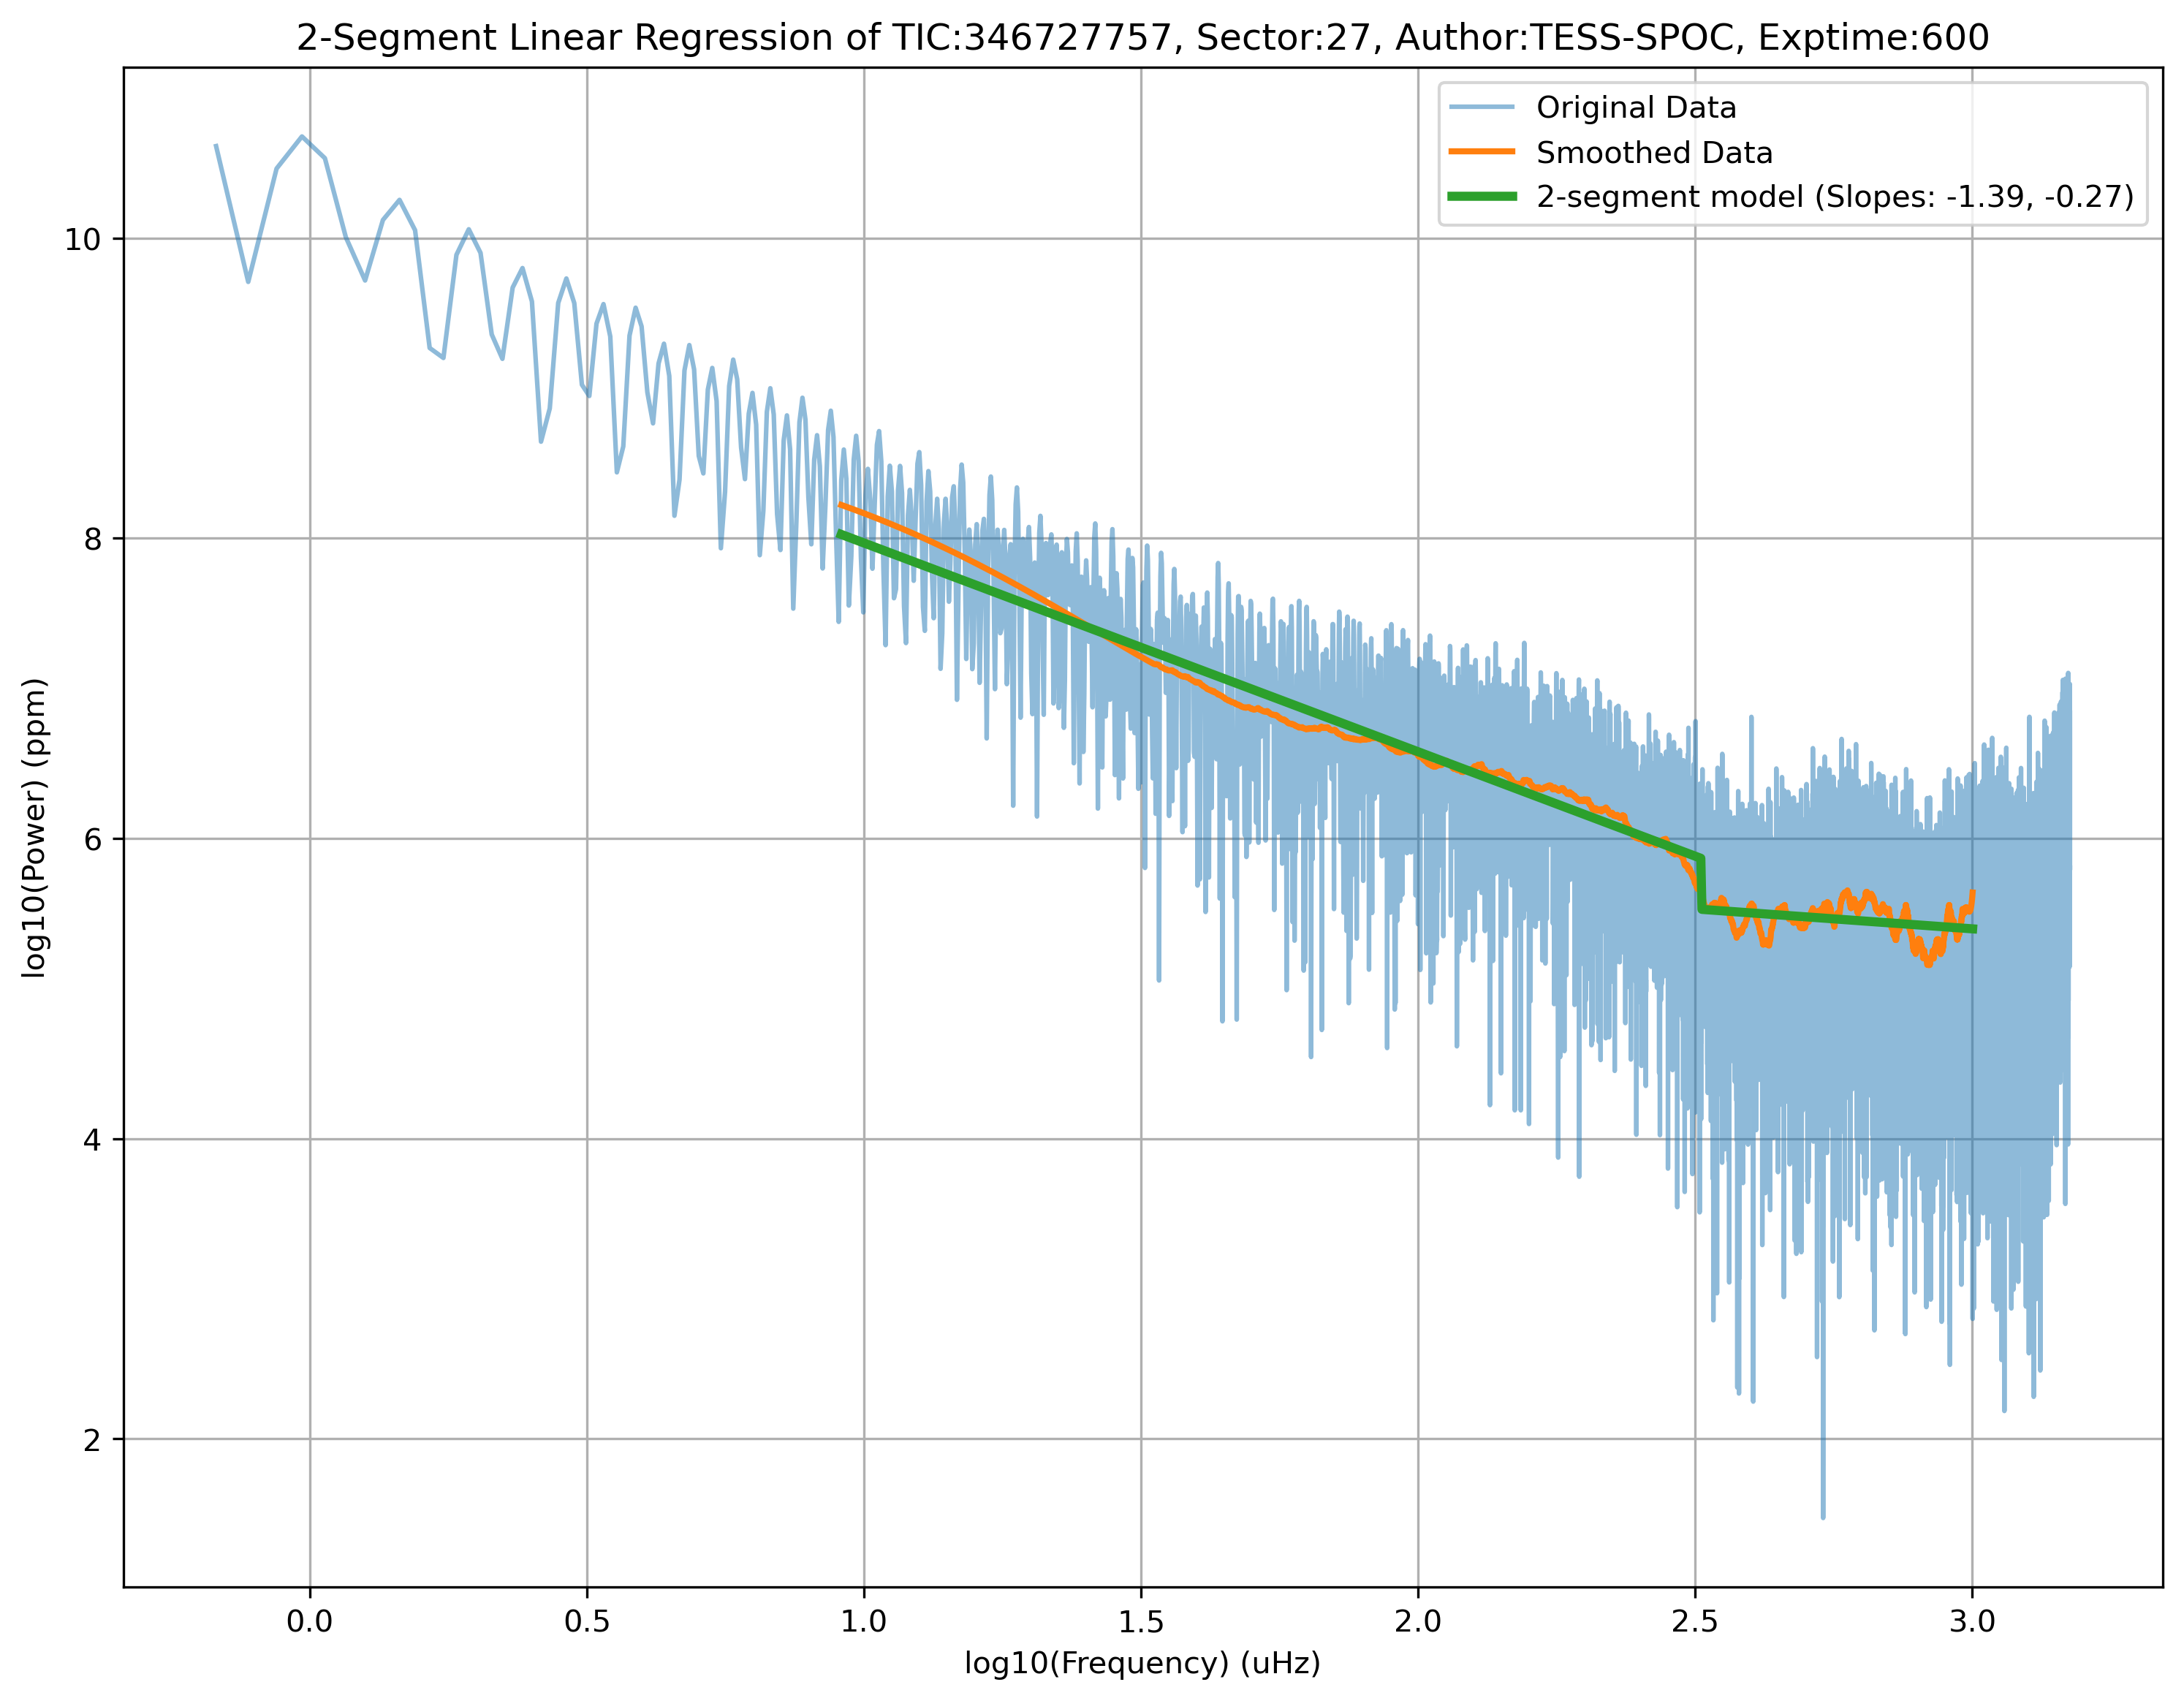 2-Segment Linear Regression of TIC:346727757, Sector:27, Author:TESS-SPOC, Exptime:600
Original Data
Smoothed Data
2-segment model (Slopes: -1.39, -0.27)
log10(Power) (ppm)
10
8
6
4
2
0.0 0.5 1.0 1.5 2.0 2.5 3.0
log10(Frequency) (uHz)